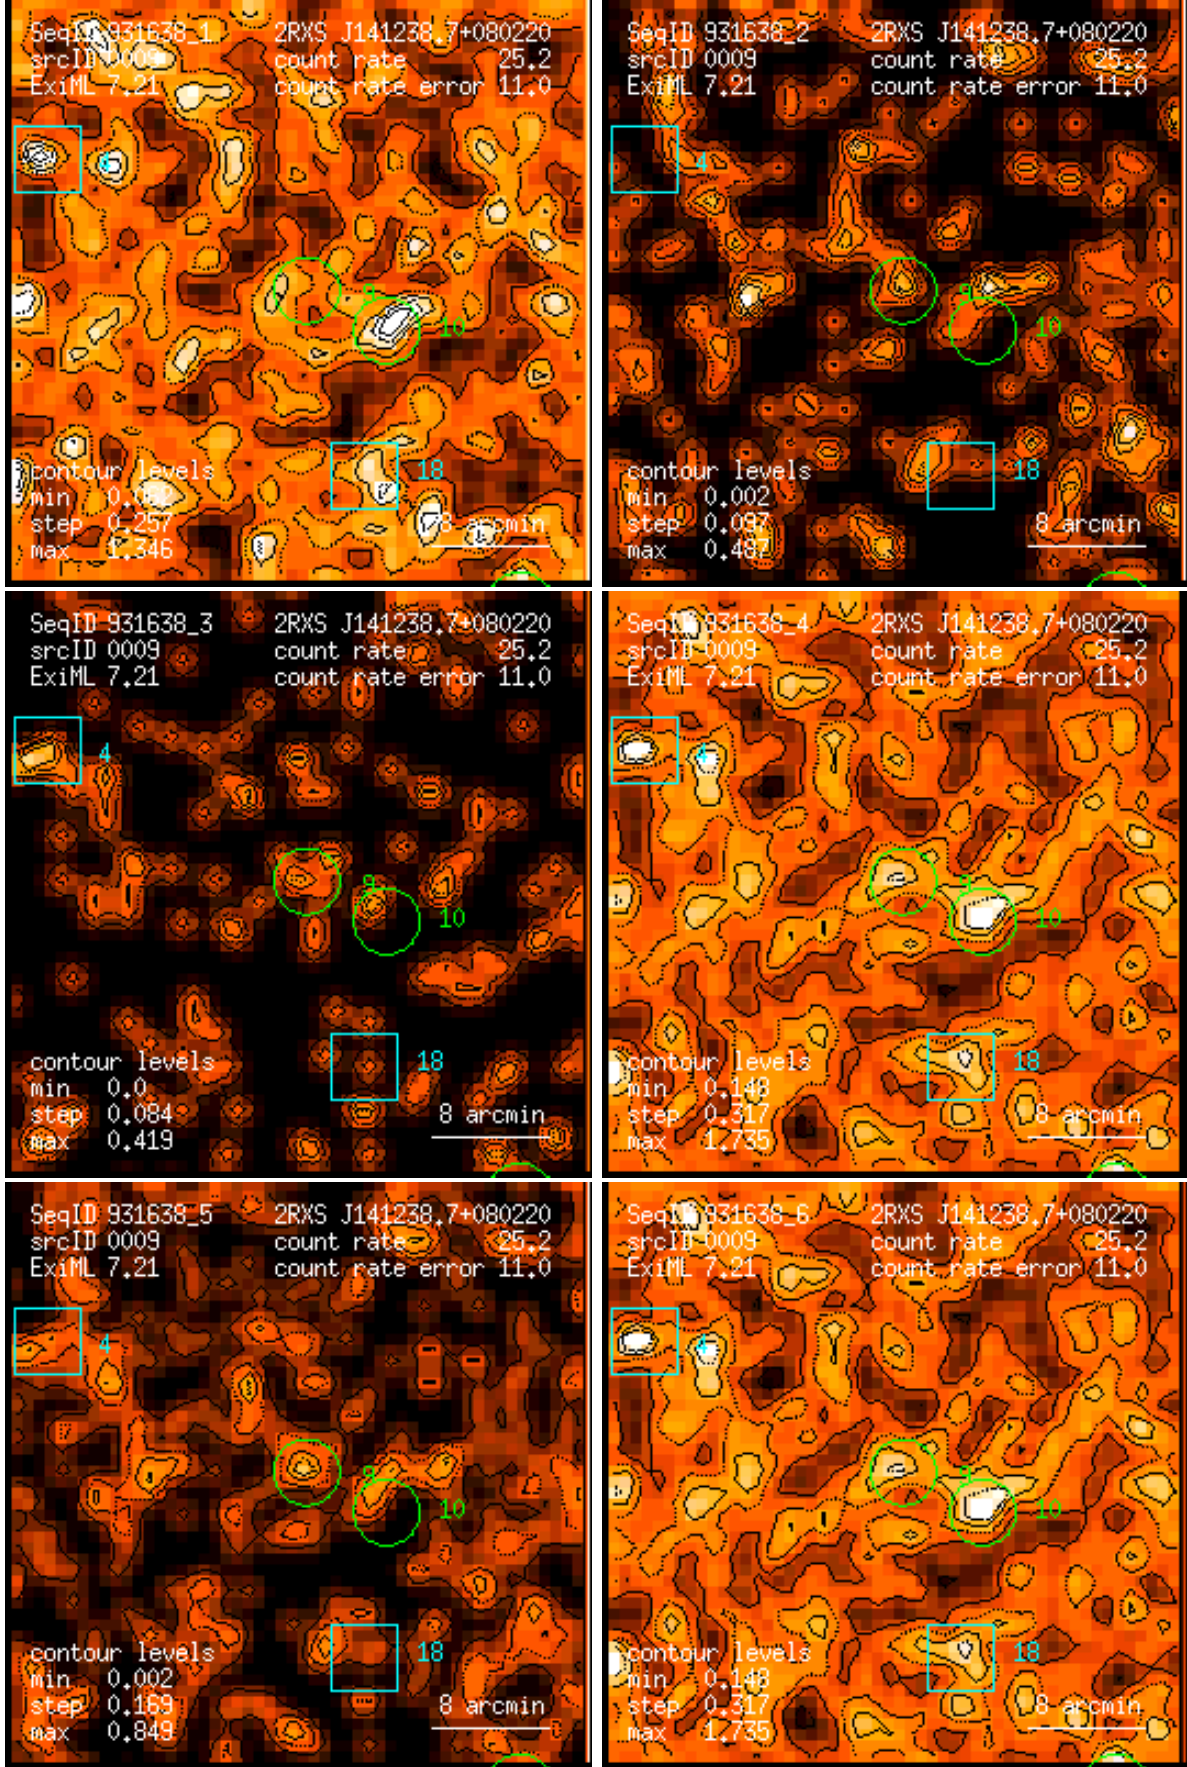 SeqID 931638_1 2RXS J141238.7+080220
srcID 0009 count rate 25.2
ExiML 7.21 count rate error 11.0
4
9
10
18
contour levels
min 0.062
step 0.257 8 arcmin
max 1.346
SeqID 931638_2 2RXS J141238.7+080220
srcID 0009 count rate 25.2
ExiML 7.21 count rate error 11.0
4
9
10
18
contour levels
min 0.002
step 0.097 8 arcmin
max 0.487
SeqID 931638_3 2RXS J141238.7+080220
srcID 0009 count rate 25.2
ExiML 7.21 count rate error 11.0
4
9
10
18
contour levels
min 0.0
step 0.084 8 arcmin
max 0.419
SeqID 931638_4 2RXS J141238.7+080220
srcID 0009 count rate 25.2
ExiML 7.21 count rate error 11.0
4
9
10
18
contour levels
min 0.148
step 0.317 8 arcmin
max 1.735
SeqID 931638_5 2RXS J141238.7+080220
srcID 0009 count rate 25.2
ExiML 7.21 count rate error 11.0
4
9
10
18
contour levels
min 0.002
step 0.169 8 arcmin
max 0.849
SeqID 931638_6 2RXS J141238.7+080220
srcID 0009 count rate 25.2
ExiML 7.21 count rate error 11.0
4
9
10
18
contour levels
min 0.148
step 0.317 8 arcmin
max 1.735